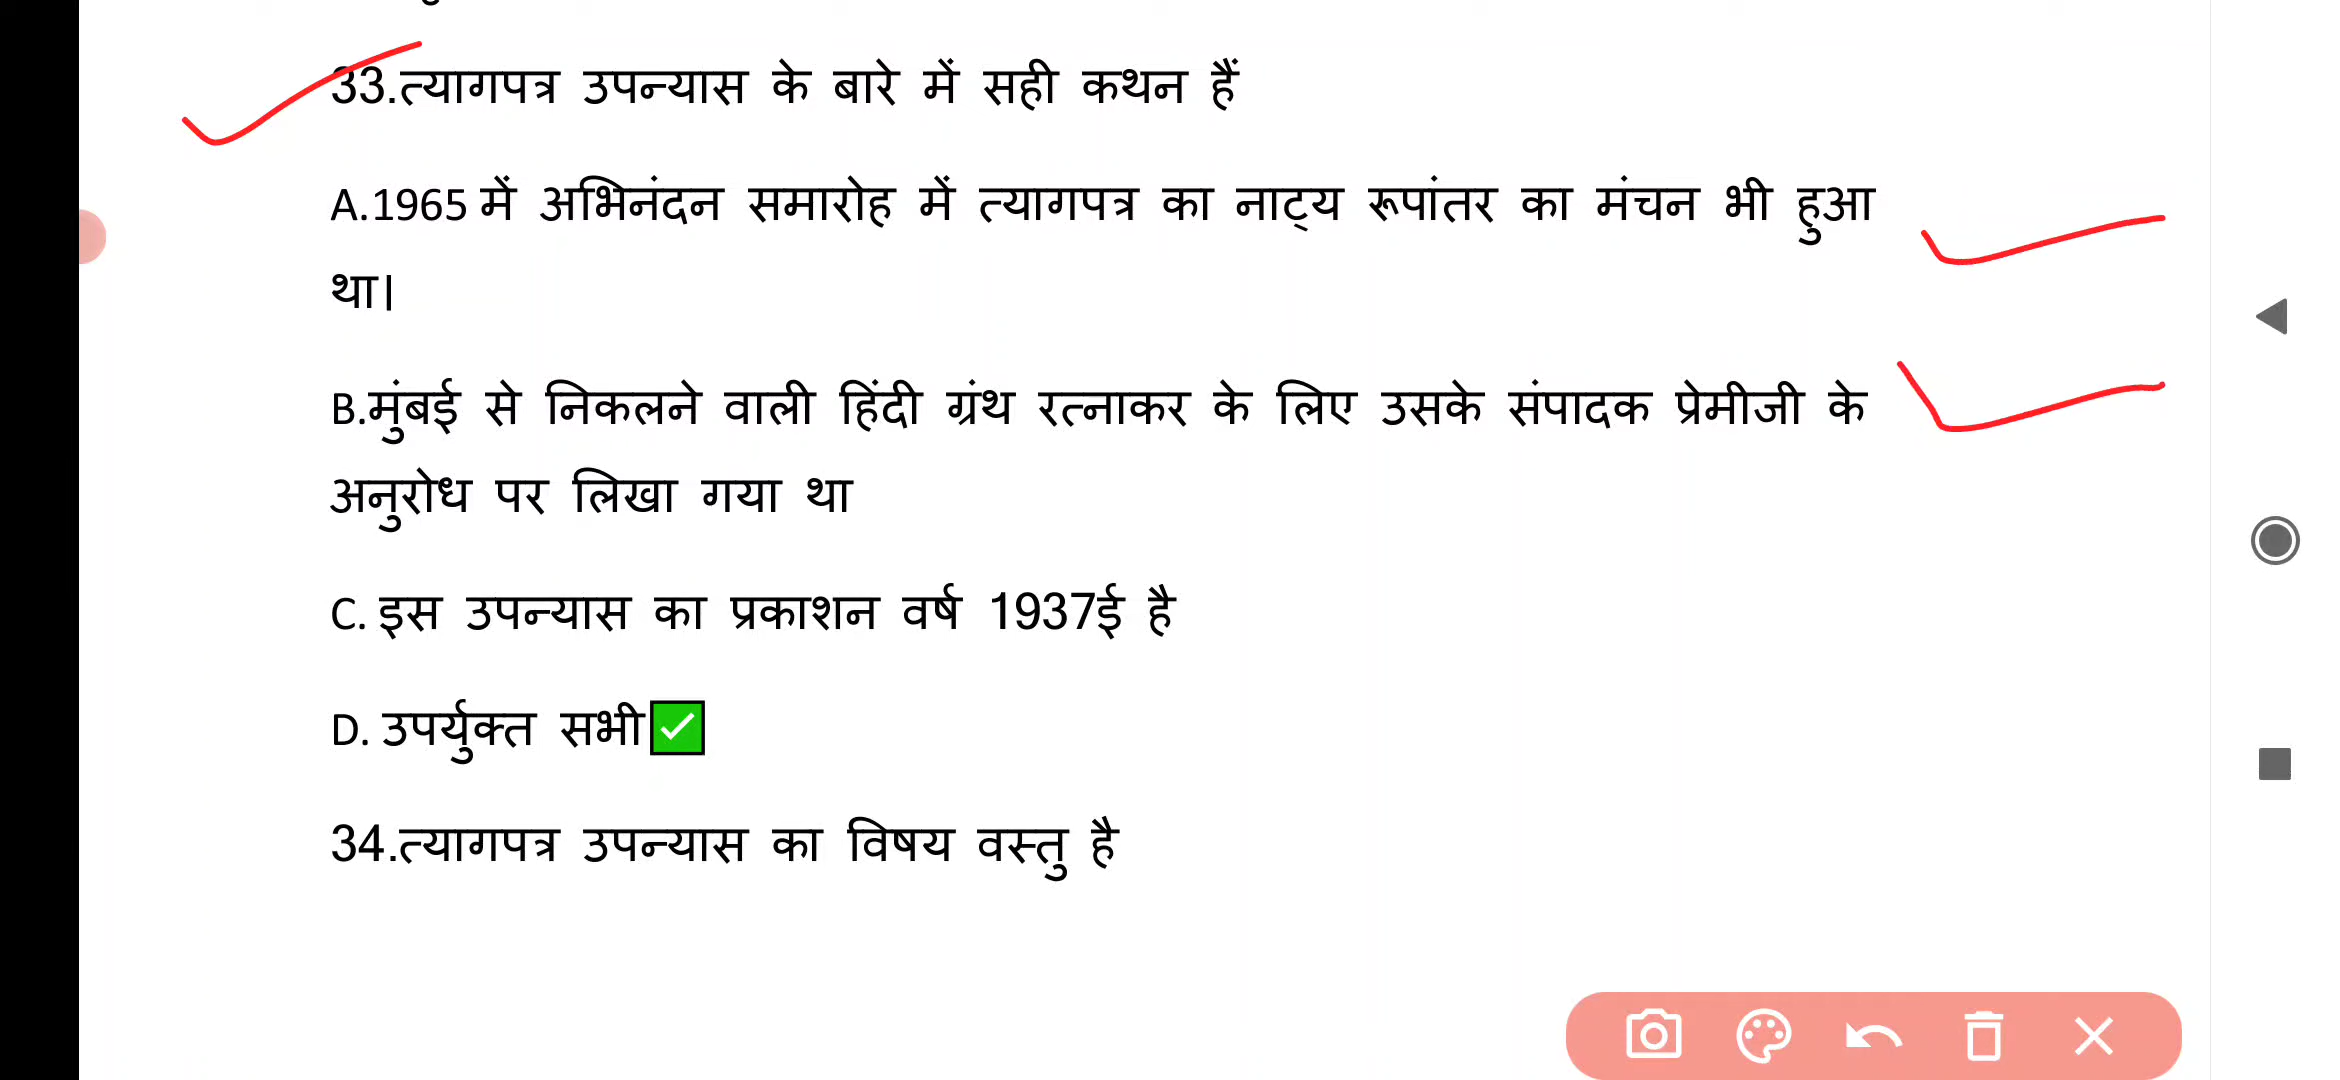 33.त्यागपत्र उपन्यास के बारे में सही कथन हैं
A.1965 में अभिनंदन समारोह में त्यागपत्र का नाट्य रूपांतर का मंचन भी हुआ
था।
B.मुंबई से निकलने वाली हिंदी ग्रंथ रत्नाकर के लिए उसके संपादक प्रेमीजी के
अनुरोध पर लिखा गया था
C. इस उपन्यास का प्रकाशन वर्ष 1937ई है
D. उपर्युक्त सभी
34.त्यागपत्र उपन्यास का विषय वस्तु है